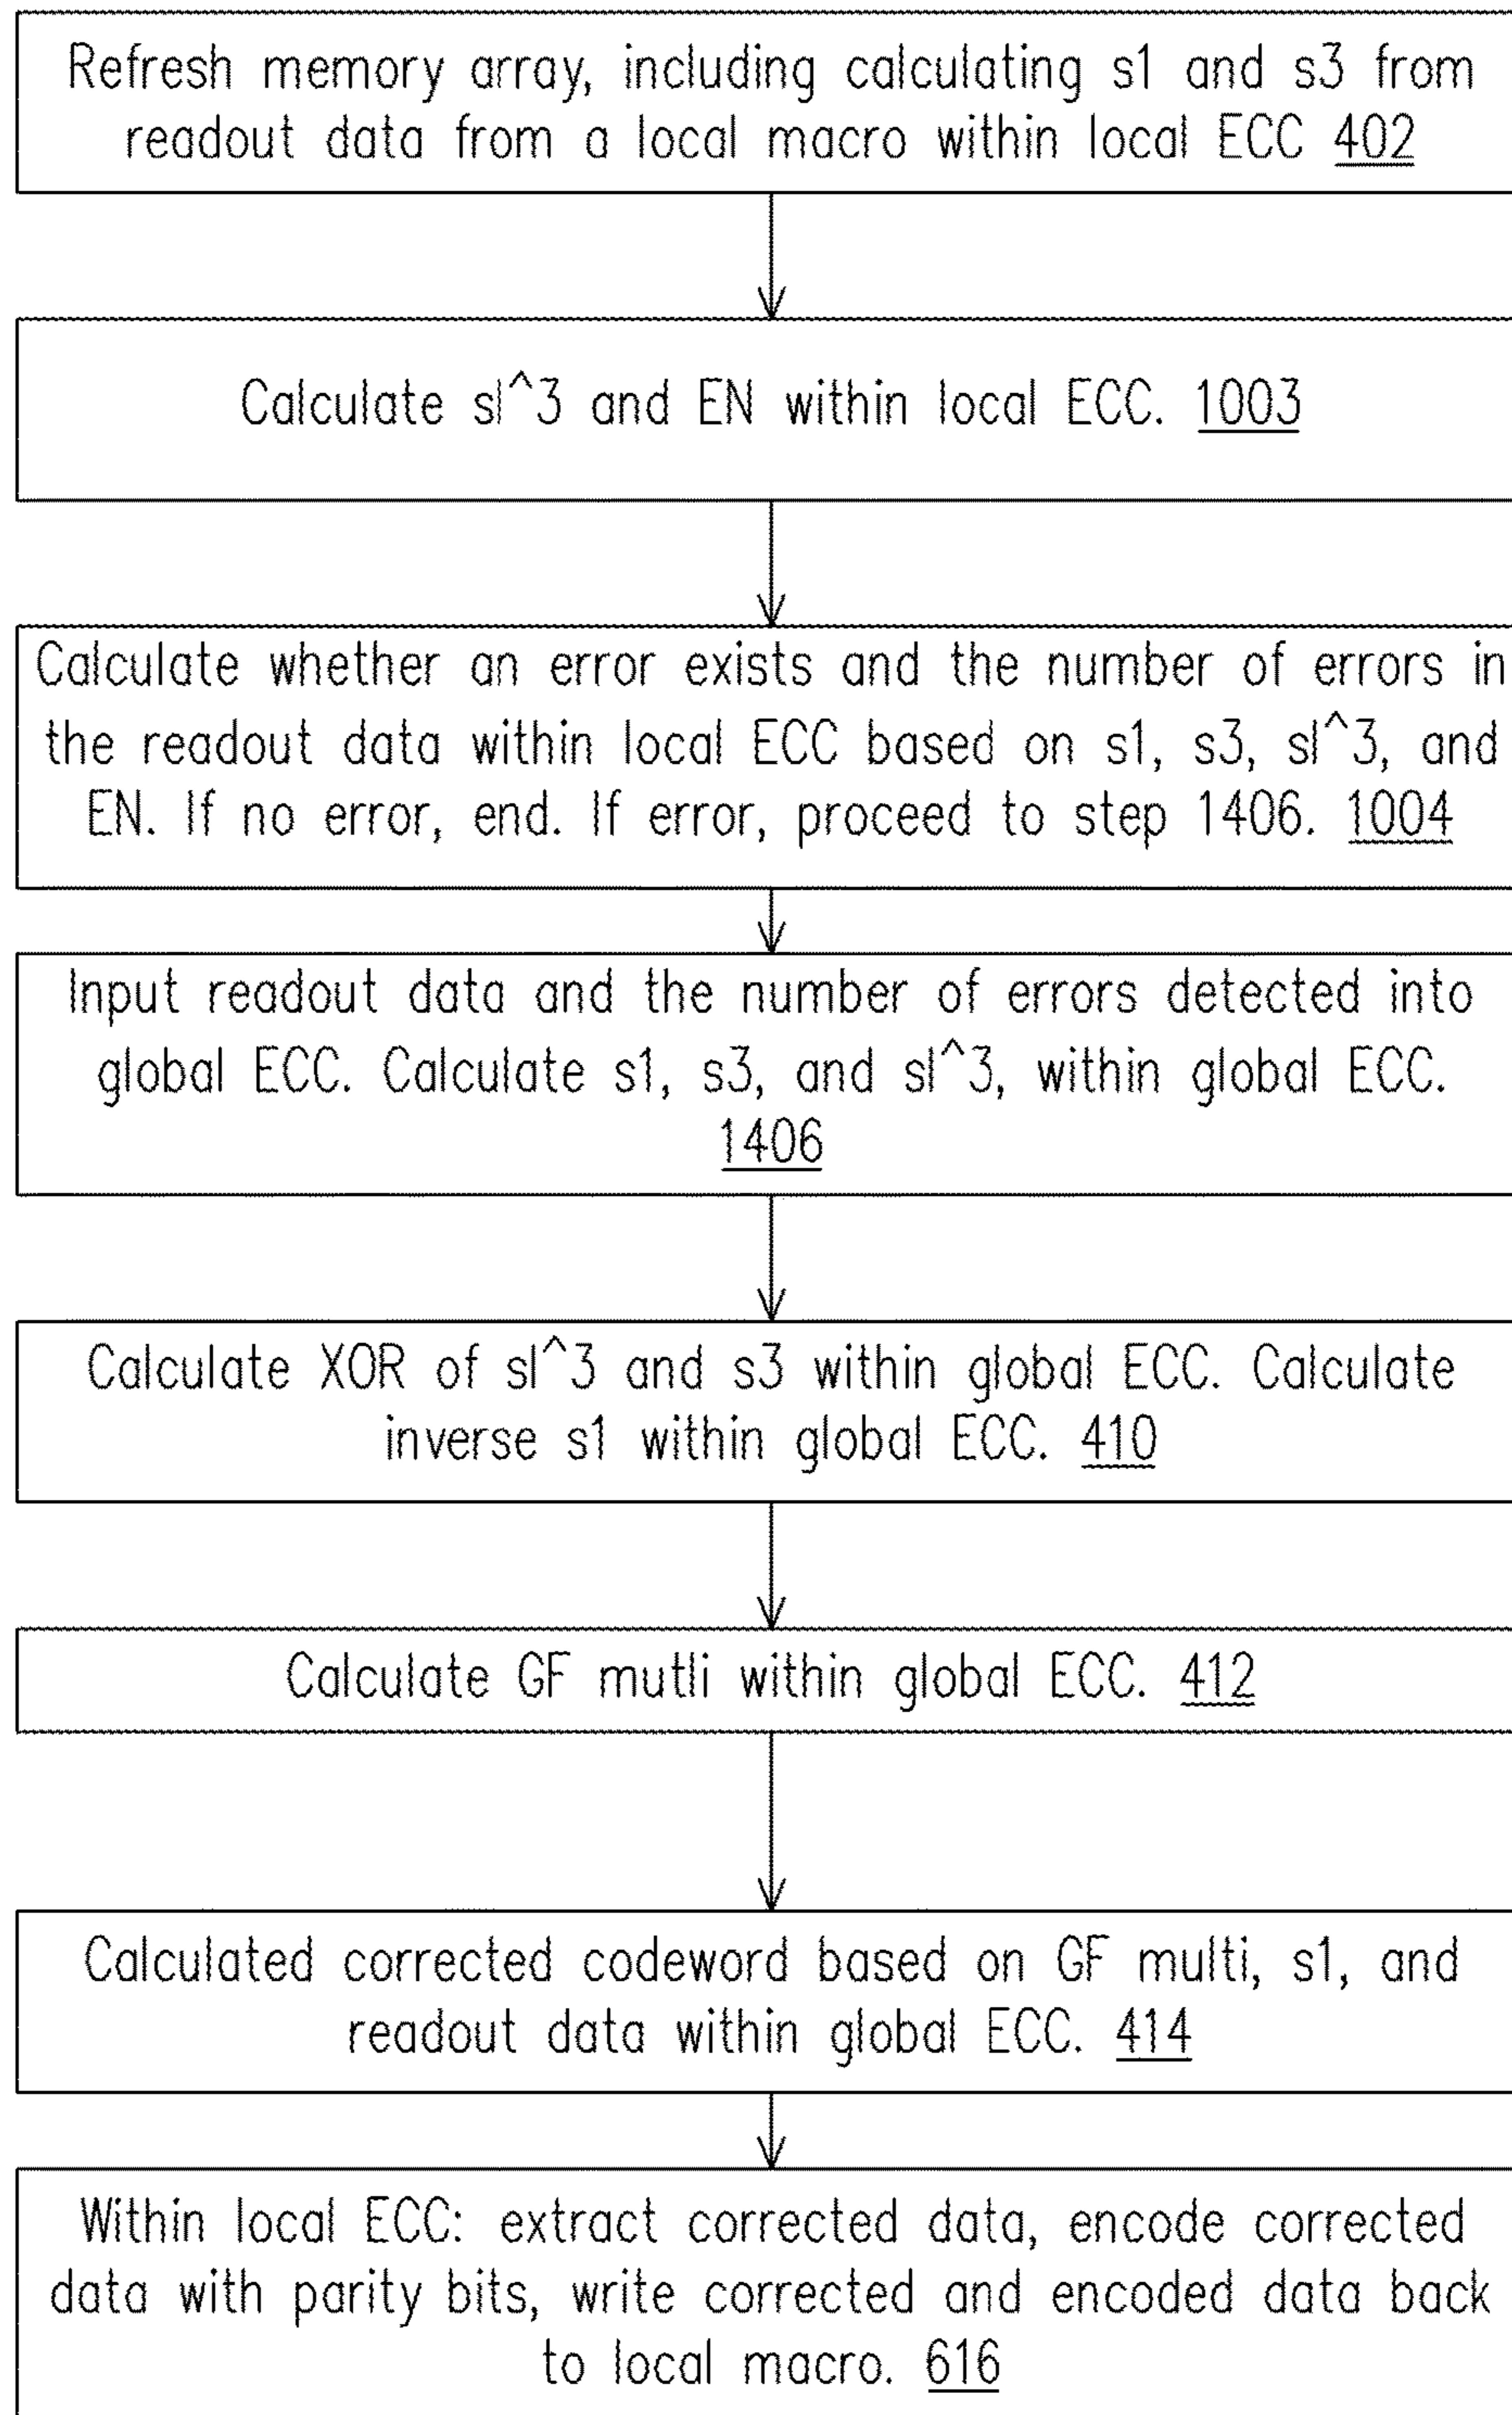 Refresh memory array, including calculating s1 and s3 from
readout data from a local macro within local ECC 402
Calculate sl^3 and EN within local ECC. 1003
Calculate whether an error exists and the number of errors in
the readout data within local ECC based on s1, s3, sl^3, and
EN. If no error, end. If error, proceed to step 1406. 1004
Input readout data and the number of errors detected into
global ECC. Calculate s1, s3, and sl^3, within global ECC.
1406
Calculate XOR of sl^3 and s3 within global ECC. Calculate
inverse s1 within global ECC. 410
Calculate GF mutli within global ECC. 412
Calculated corrected codeword based on GF multi, s1, and
readout data within global ECC. 414
Within local ECC: extract corrected data, encode corrected
data with parity bits, write corrected and encoded data back
to local macro. 616